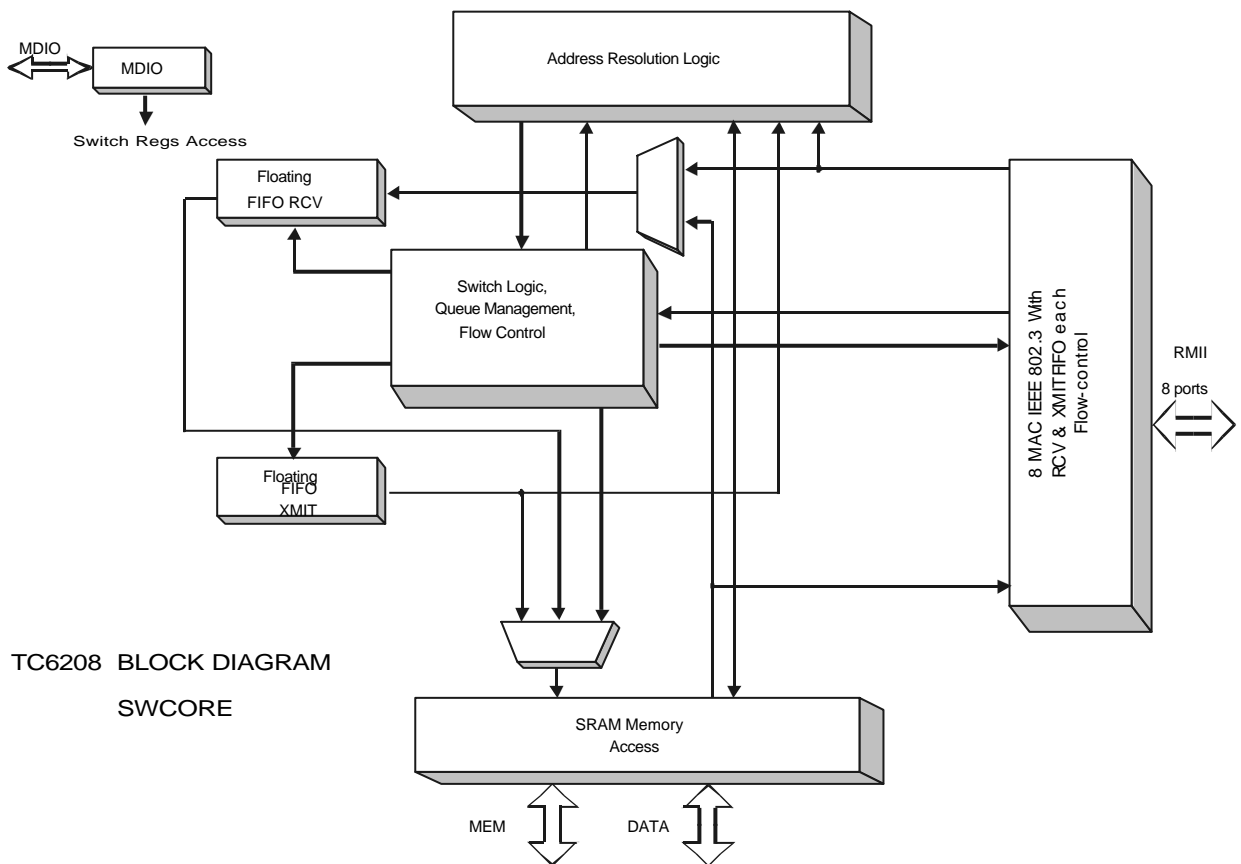 MDIO
MDIO
Switch Regs Access
Address Resolution Logic
Floating
FIFO RCV
Switch Logic,
Queue Management,
Flow Control
8 MAC IEEE 802.3 With
RCV & XMITFIFO each
Flow-control
RMII
8 ports
Floating
FIFO
XMIT
TC6208 BLOCK DIAGRAM
SWCORE
SRAM Memory
Access
MEM
DATA